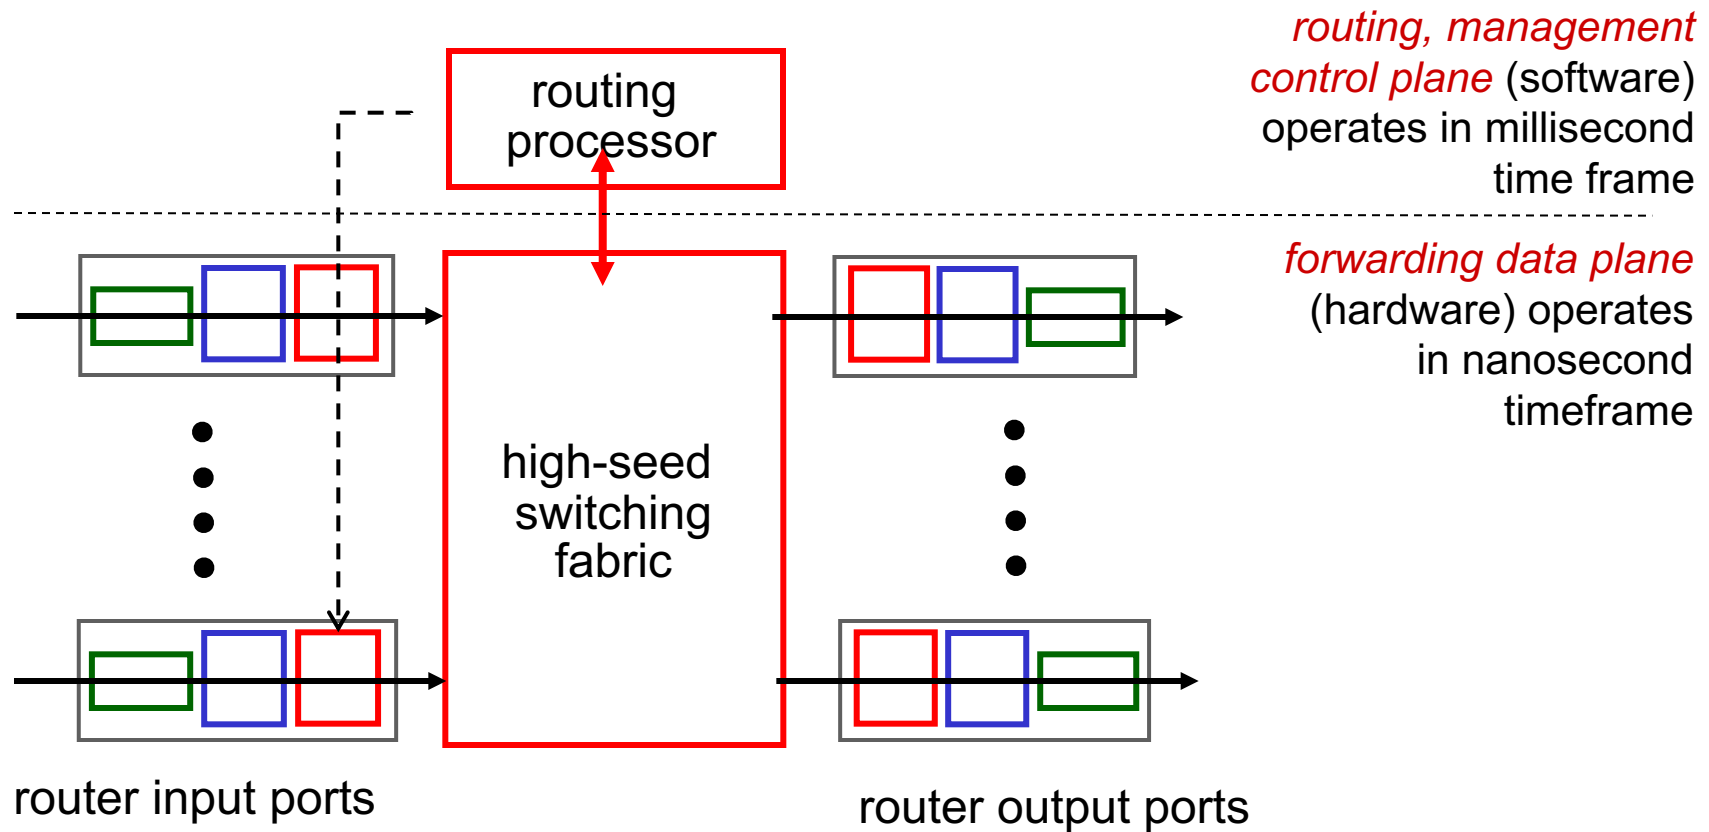 routing, management
control plane (software)
operates in millisecond
time frame
routing
processor
forwarding data plane
(hardware) operates
in nanosecond
timeframe
high-seed
switching
fabric
router input ports
router output ports